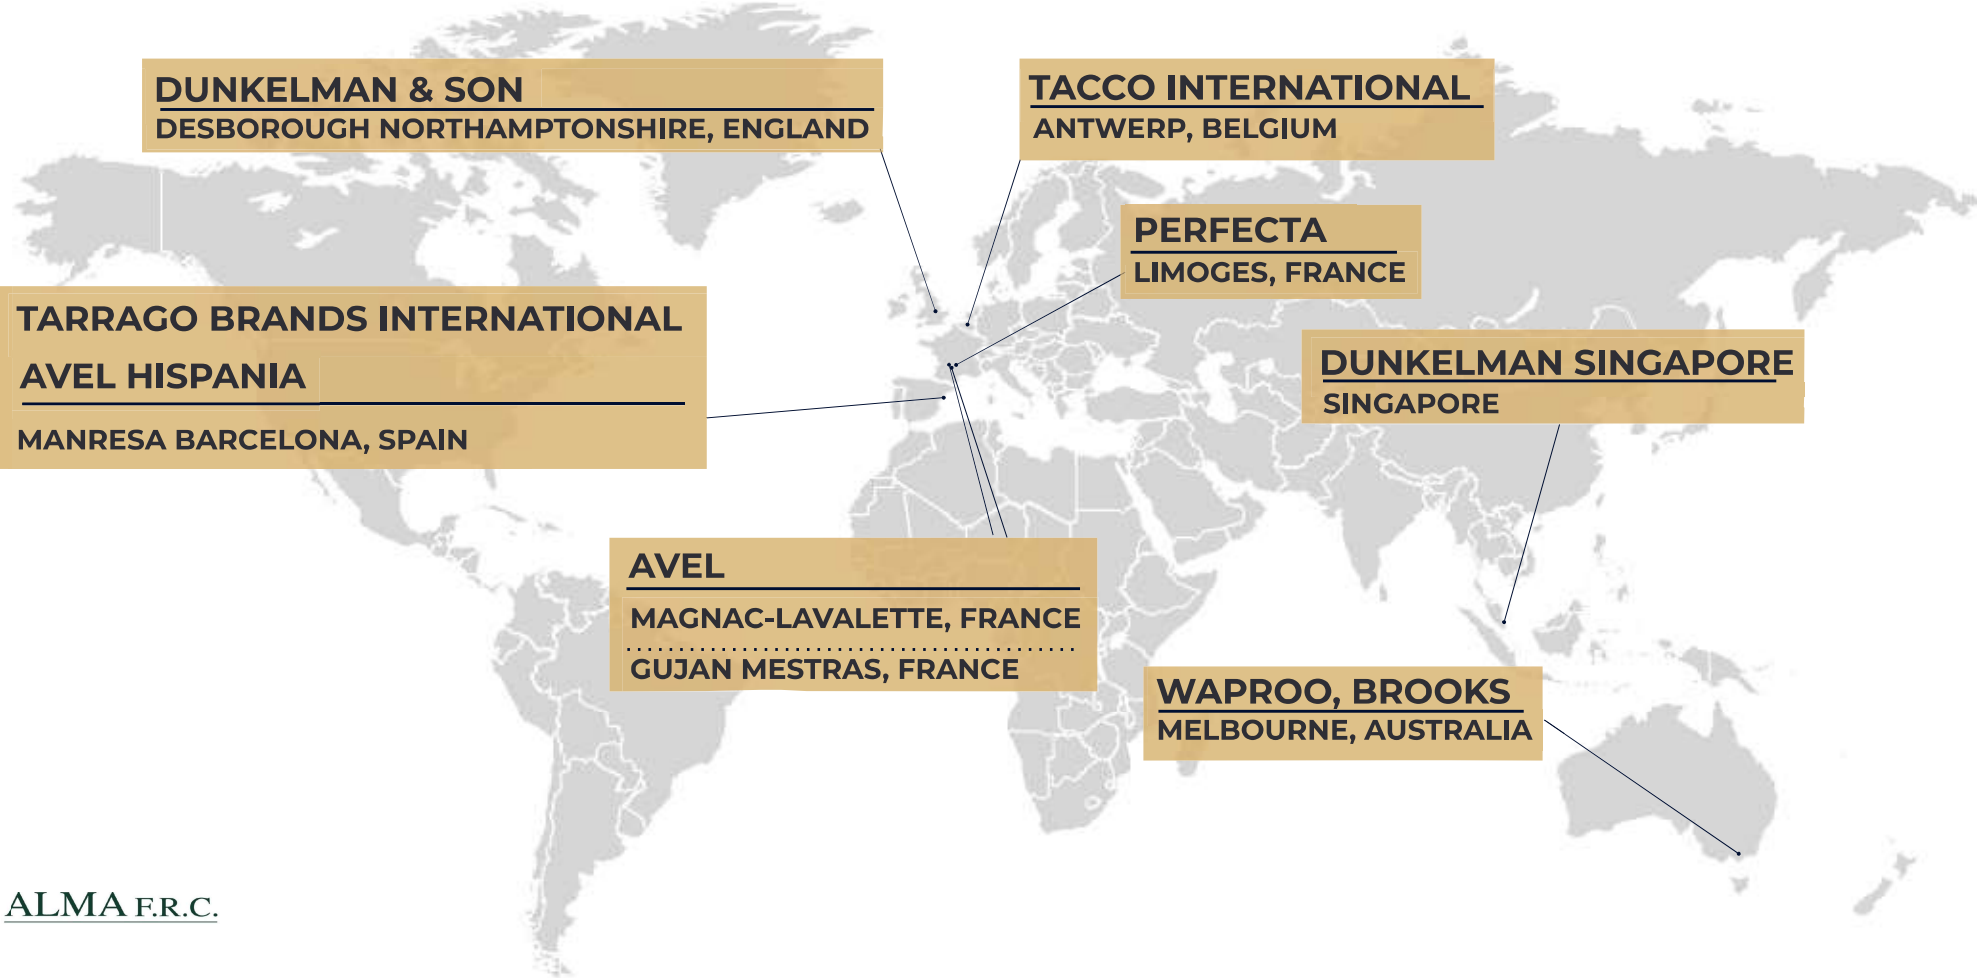 DUNKELMAN & SON
DESBOROUGH NORTHAMPTONSHIRE, ENGLAND
TACCO INTERNATIONAL
ANTWERP, BELGIUM
PERFECTA
LIMOGES, FRANCE
TARRAGO BRANDS INTERNATIONAL
AVEL HISPANIA
MANRESA BARCELONA, SPAIN
DUNKELMAN SINGAPORE
SINGAPORE
AVEL
MAGNAC-LAVALETTE, FRANCE
GUJAN MESTRAS, FRANCE
WAPROO, BROOKS
MELBOURNE, AUSTRALIA
ALMA F.R.C.